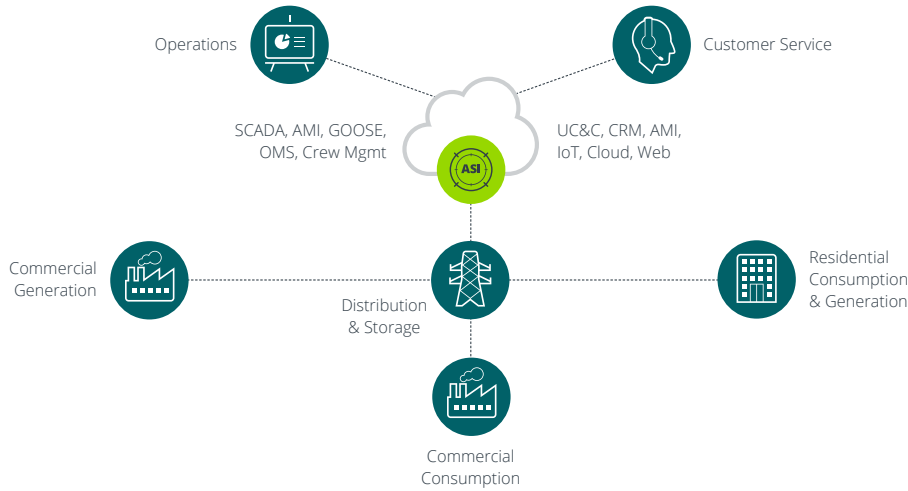 Operations
Customer Service
SCADA, AMI, GOOSE,
OMS, Crew Mgmt
UC&C, CRM, AMI,
IoT, Cloud, Web
ASI
Commercial
Generation
Distribution
& Storage
Residential
Consumption
& Generation
Commercial
Consumption